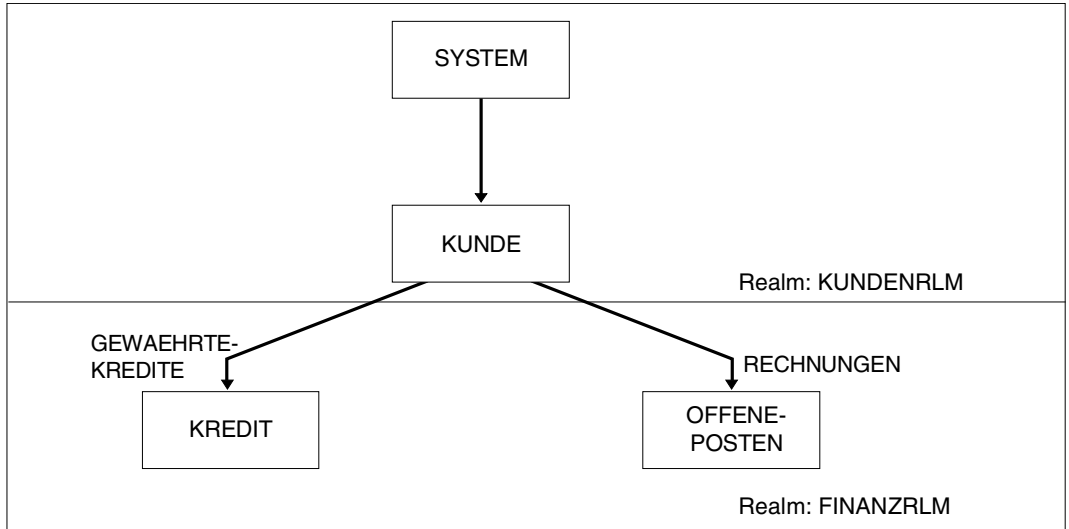 SYSTEM
KUNDE
Realm: KUNDENRLM
GEWAEHRTE-
KREDITE
RECHNUNGEN
KREDIT
OFFENE-
POSTEN
Realm: FINANZRLM